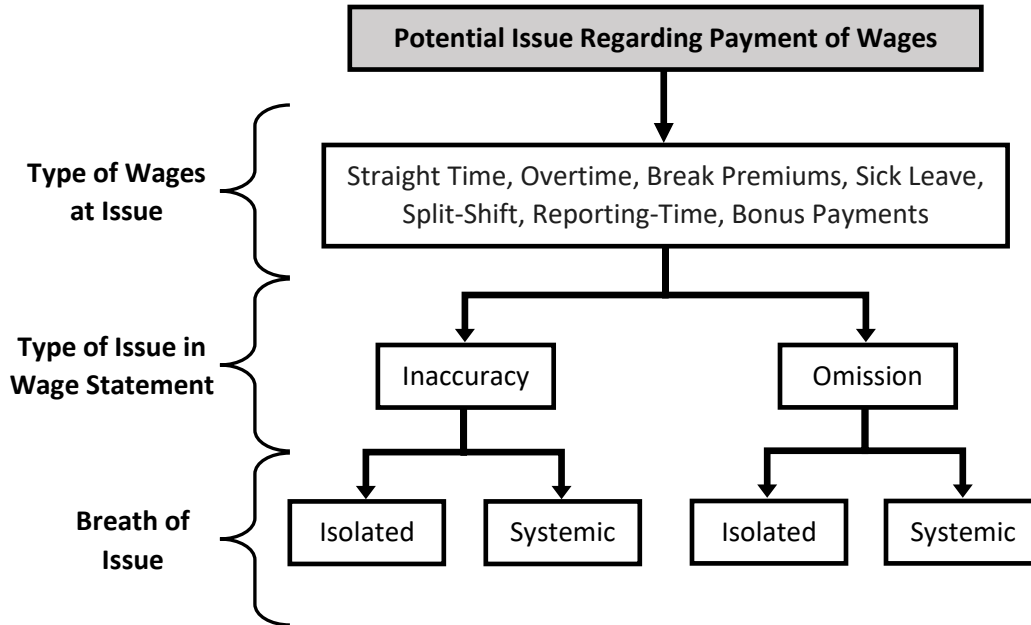 Potential Issue Regarding Payment of Wages
Type of Wages
at Issue
Straight Time, Overtime, Break Premiums, Sick Leave,
Split-Shift, Reporting-Time, Bonus Payments
Type of Issue in
Wage Statement
Inaccuracy
Omission
Breath of
Issue
Isolated
Systemic
Isolated
Systemic